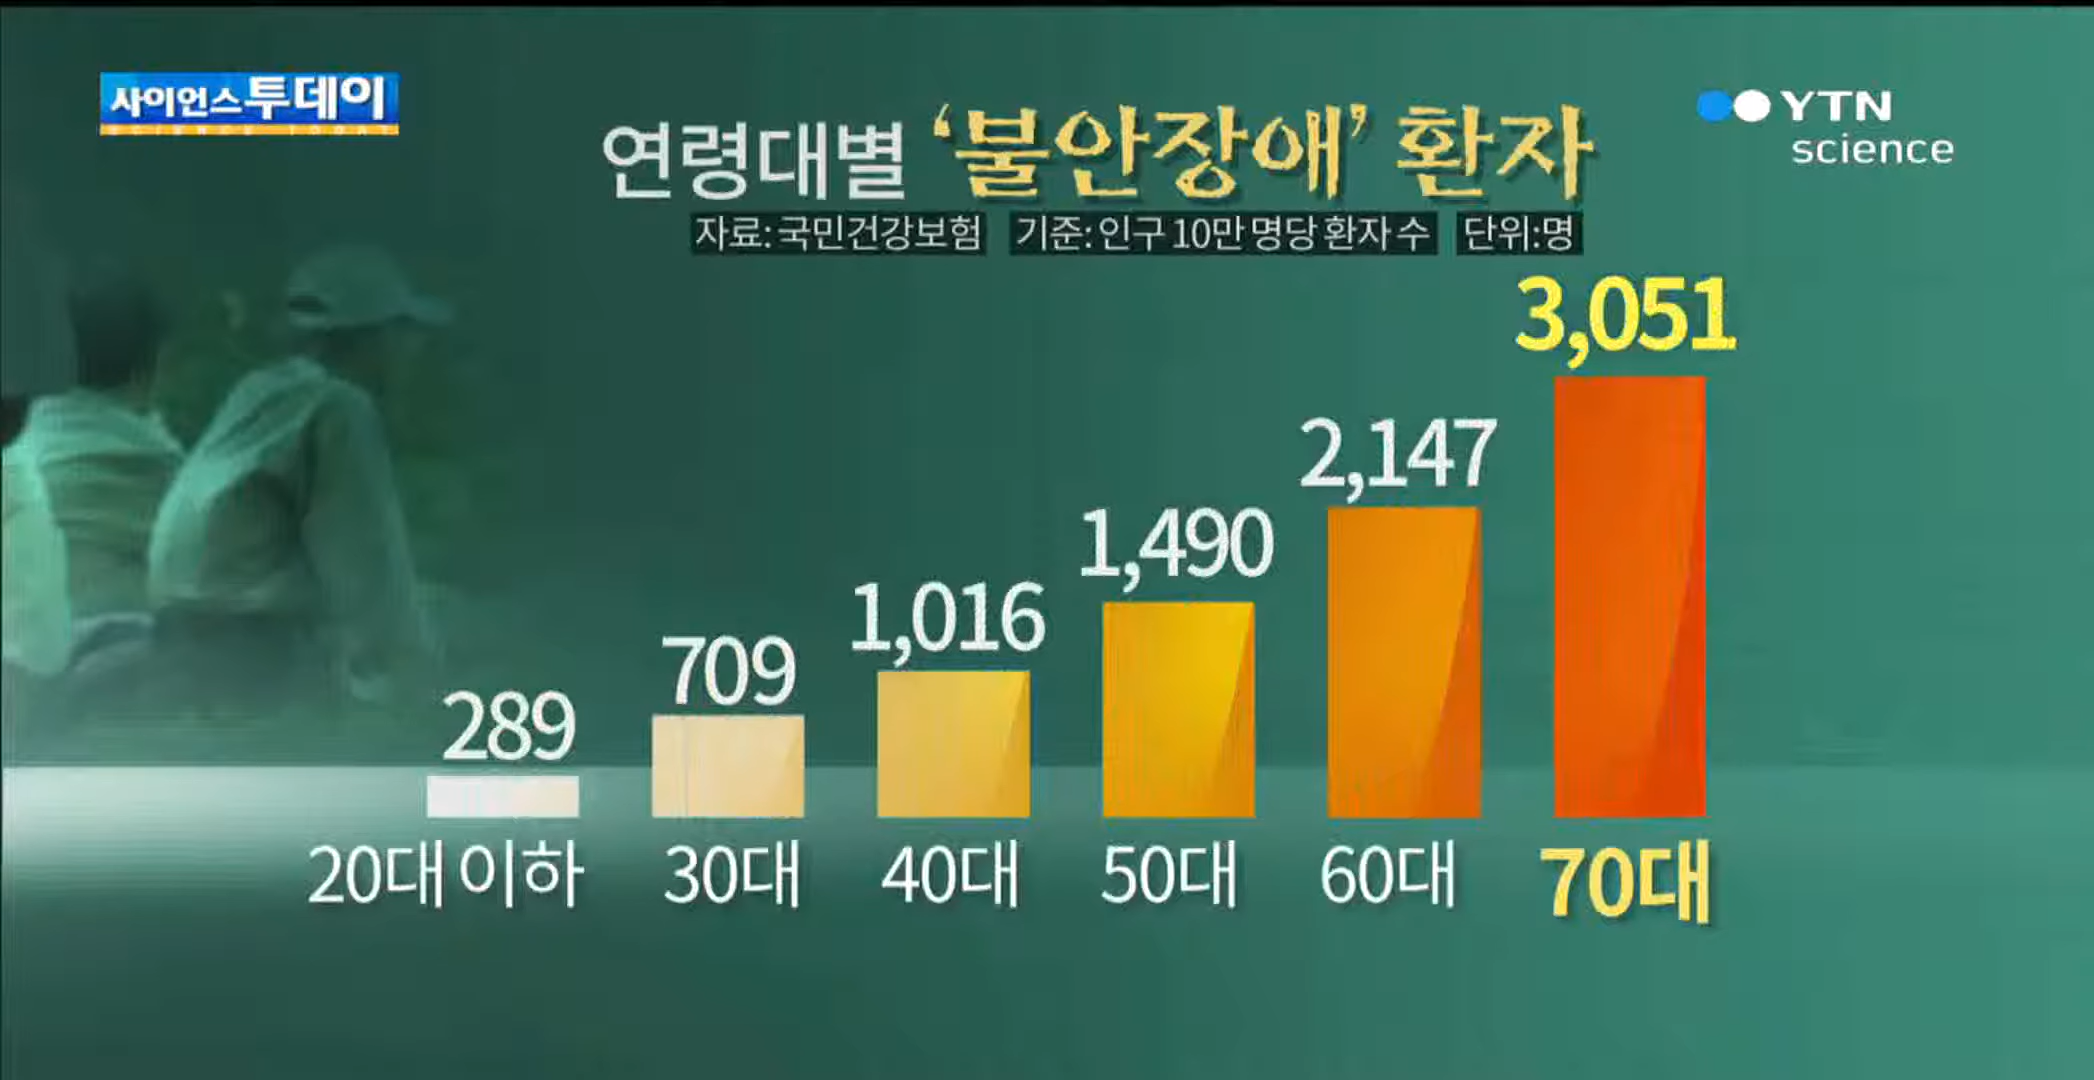 사이언스투데이
SCIENCE TODAY
YTN
science
연령대별 ‘불안장애’ 환자
자료:국민건강보험 기준:인구 10만 명당 환자 수 단위:명
3,051
2,147
1,490
1,016
709
289
20대 이하 30대 40대 50대 60대 70대